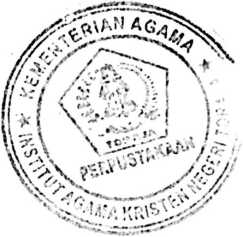 KEMENTERIAN AGAMA
PERPUSTAKAAN
INSTITUT AGAMA KRISTEN NEGERI